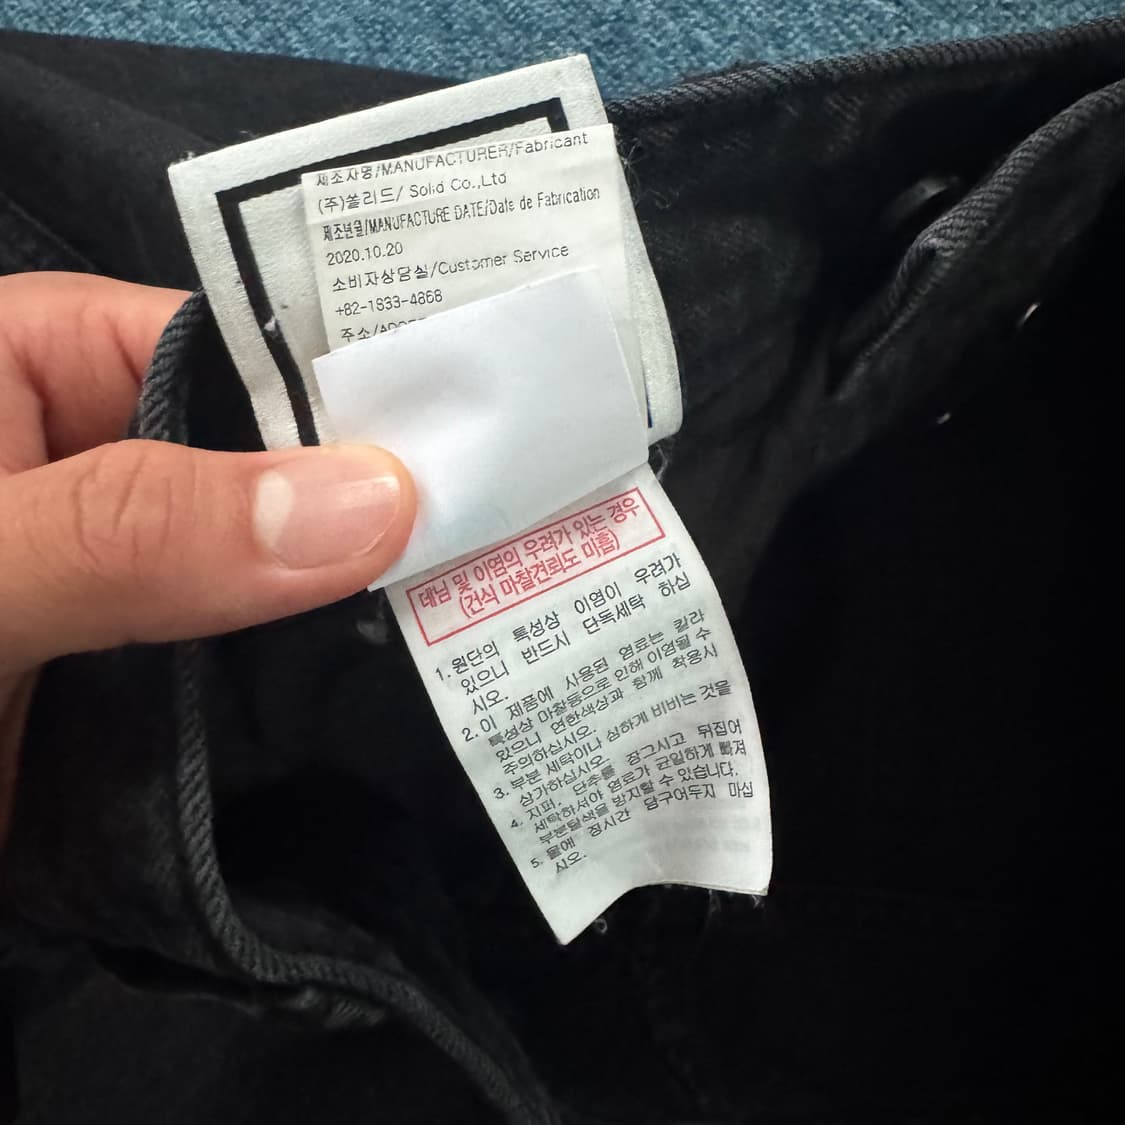 제조자명/MANUFACTURER/Fabricant
(주)쏠리드/ Solid Co.,Ltd
제조년월/MANUFACTURE DATE/Date de Fabrication
2020.10.20
소비자상담실/Customer Service
+82-1833-4868
주소/
데님 및 이염의 우려가 있는 경우
(건식 마찰견뢰도 미흡)
1. 원단의 특성상 이염이 우려가
있으니 반드시 단독세탁 하십
시오.
2. 이 제품에 사용된 염료는 칼라
특성상 마찰등으로 인해 이염될 수
있으니 연한색상과 함께 착용시
주의하십시오.
3. 부분 세탁이나 심하게 비비는 것을
삼가하십시오.
4. 지퍼, 단추를 잠그시고 뒤집어
세탁하셔야 염료가 균일하게 빠져
부분탈색을 방지할 수 있습니다.
5. 물에 장시간 담구어두지 마십
시오.